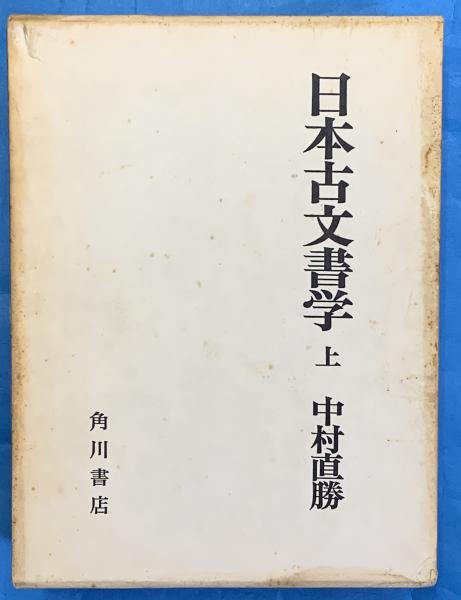 日本古文書学 上 中村直勝
角川書店